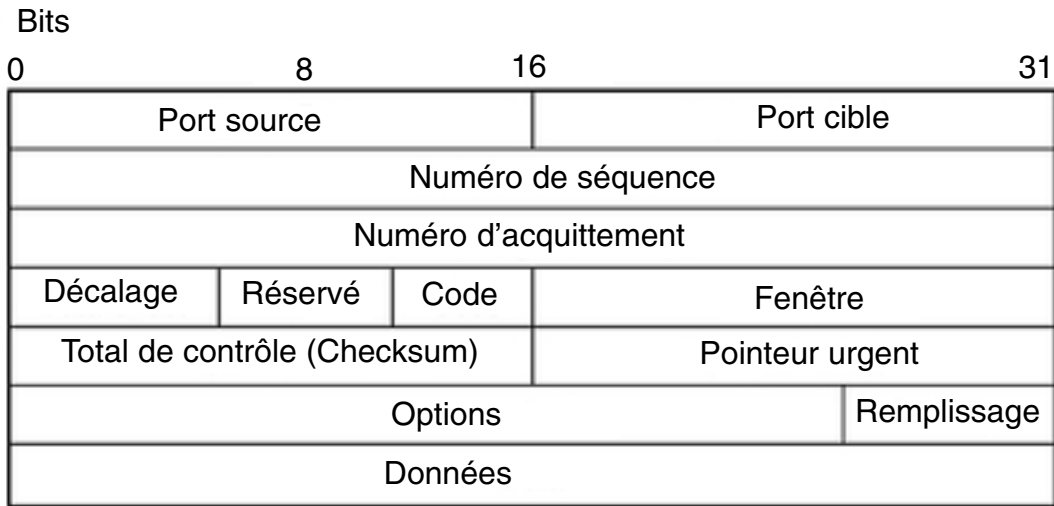 Bits
0 8 16 31
Port source Port cible
Numéro de séquence
Numéro d'acquittement
Décalage Réservé Code Fenêtre
Total de contrôle (Checksum) Pointeur urgent
Options Remplissage
Données